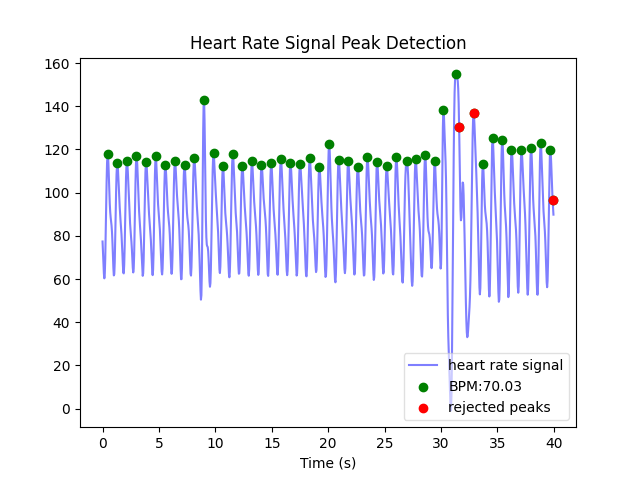 Heart Rate Signal Peak Detection
160
140
120
100
80
60
40
20
0
heart rate signal
BPM:70.03
rejected peaks
0 5 10 15 20 25 30 35 40
Time (s)